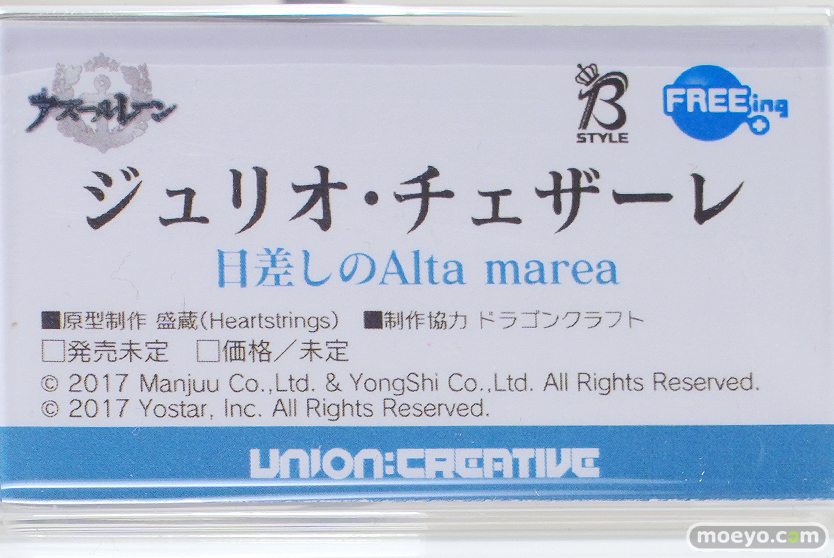 アズールレーン
B
STYLE
FREEing
ジュリオ・チェザーレ
日差しのAlta marea
■原型制作 盛蔵(Heartstrings) ■制作協力 ドラゴンクラフト
□発売未定 □価格／未定
© 2017 Manjuu Co.,Ltd. & YongShi Co.,Ltd. All Rights Reserved.
© 2017 Yostar, Inc. All Rights Reserved.
UNION:CREATIVE
moeyo.com